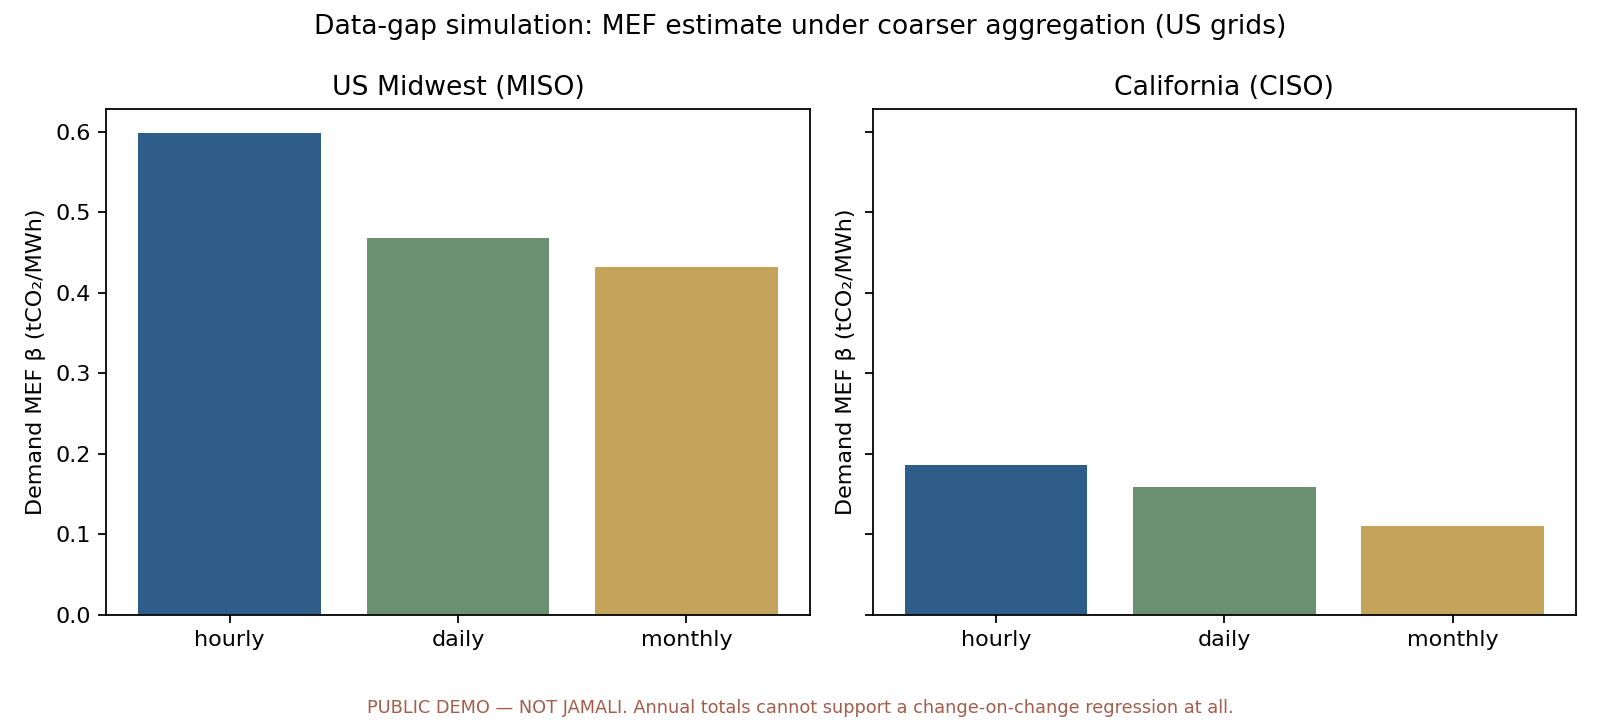 Data-gap simulation: MEF estimate under coarser aggregation (US grids)
US Midwest (MISO)
Demand MEF β (tCO₂/MWh)
0.6
0.5
0.4
0.3
0.2
0.1
0.0
hourly daily monthly
California (CISO)
Demand MEF β (tCO₂/MWh)
hourly daily monthly
PUBLIC DEMO — NOT JAMALI. Annual totals cannot support a change-on-change regression at all.